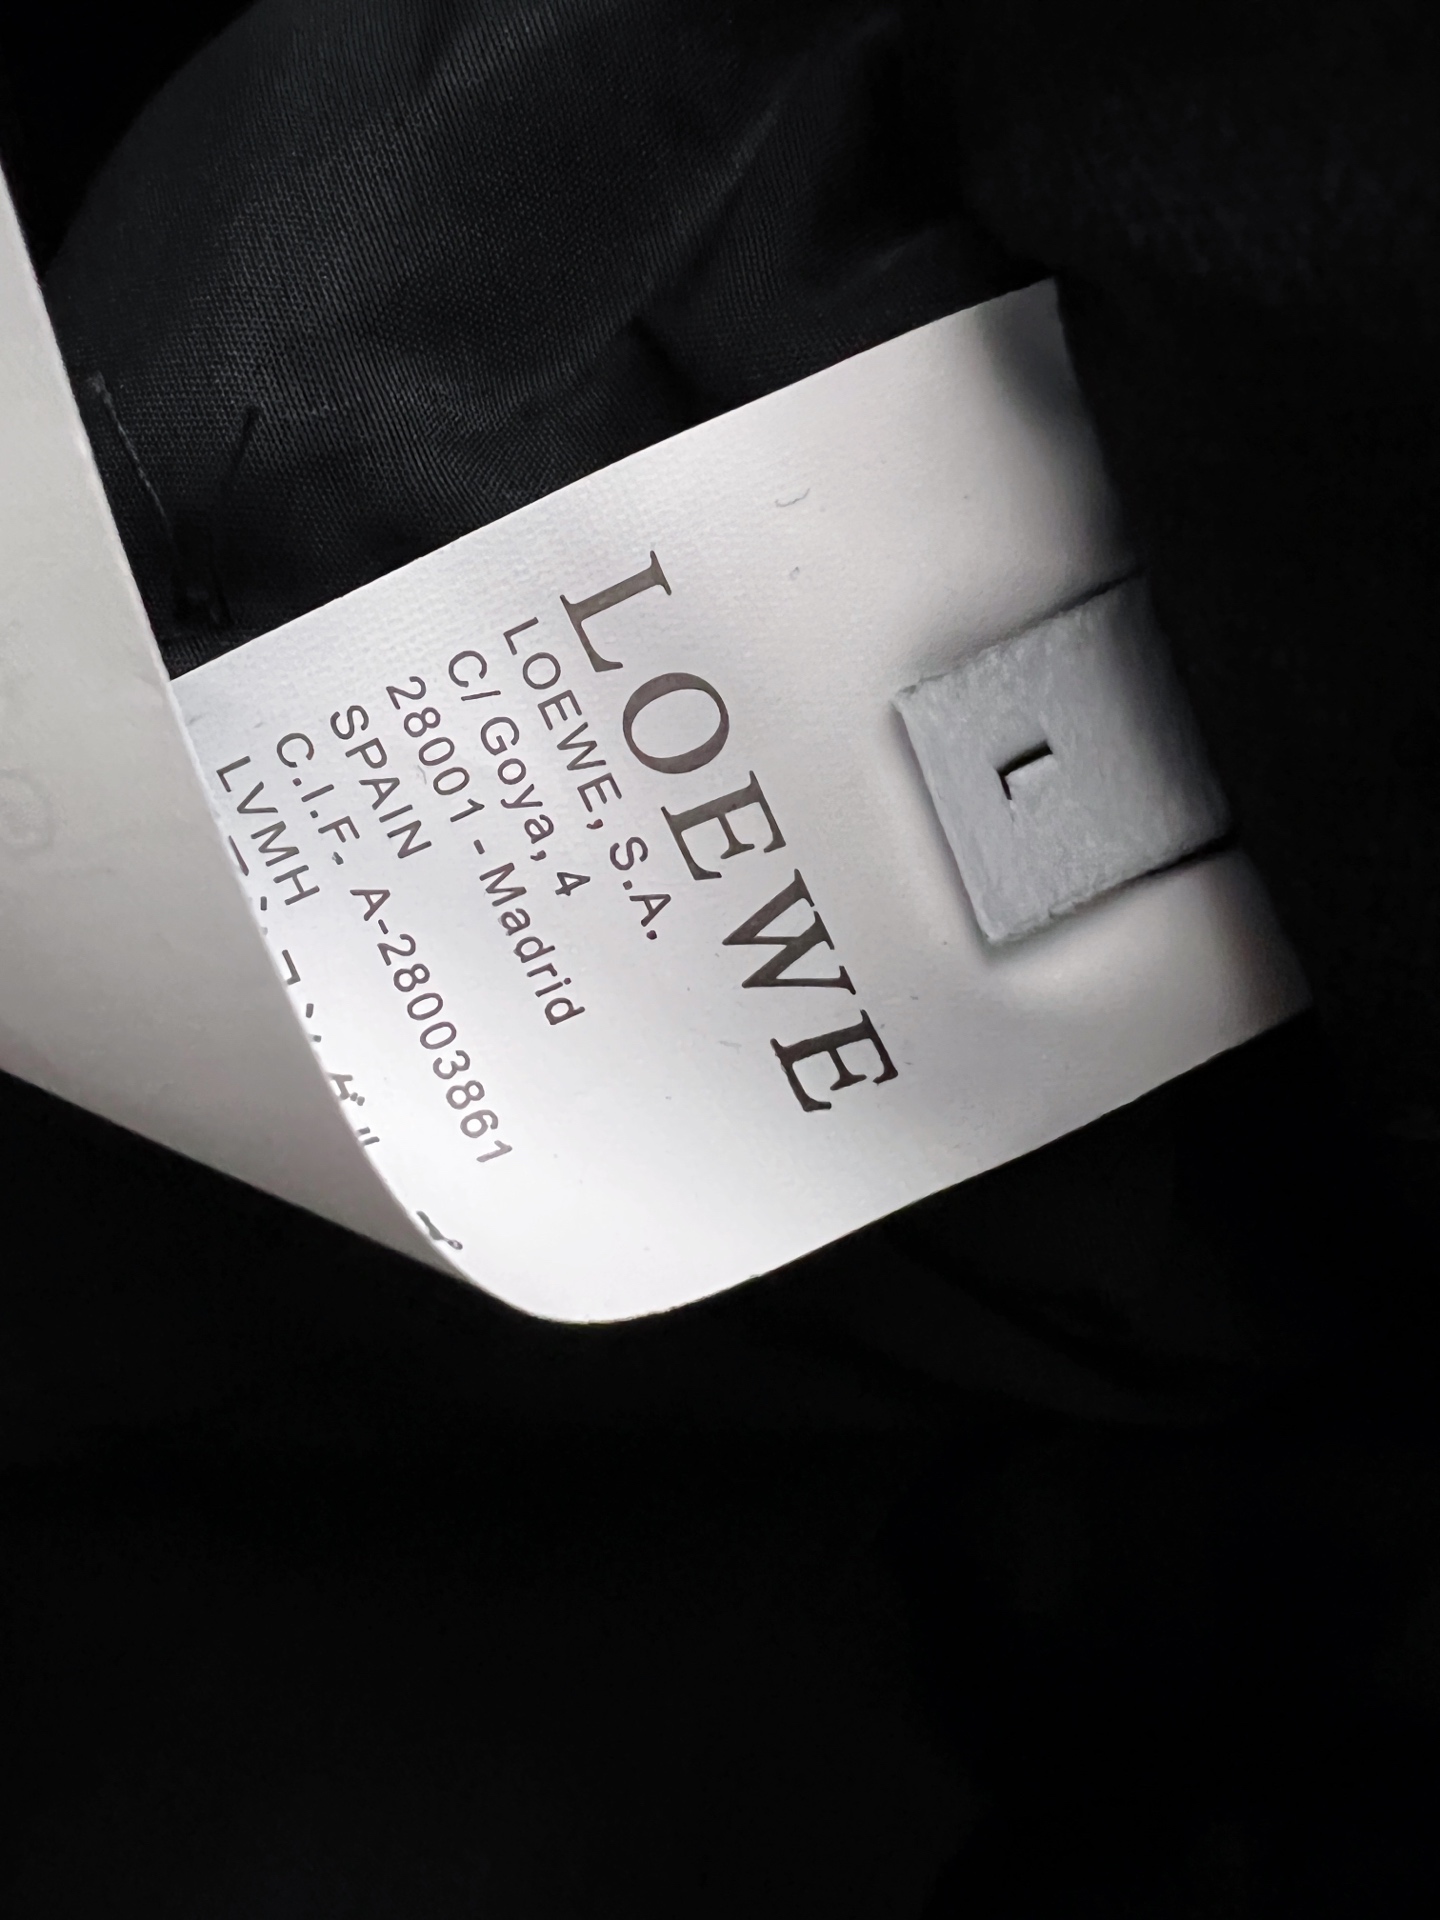 L
LOEWE
LOEWE, S.A.
C/ Goya, 4
28001 - Madrid
SPAIN
C.I.F. A-28003861
LVMH